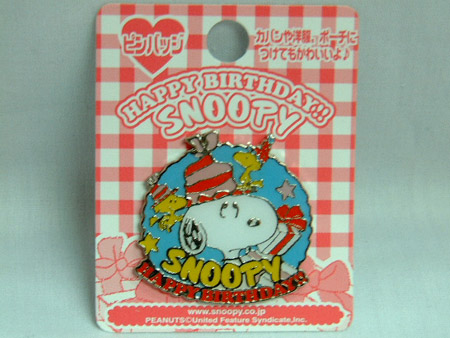 ピンバッジ
カバンや洋服、ポーチに
つけてもかわいいよ♪
HAPPY BIRTHDAY!!
SNOOPY
SNOOPY
HAPPY BIRTHDAY!!
www.snoopy.co.jp
PEANUTS©United Feature Syndicate,Inc.